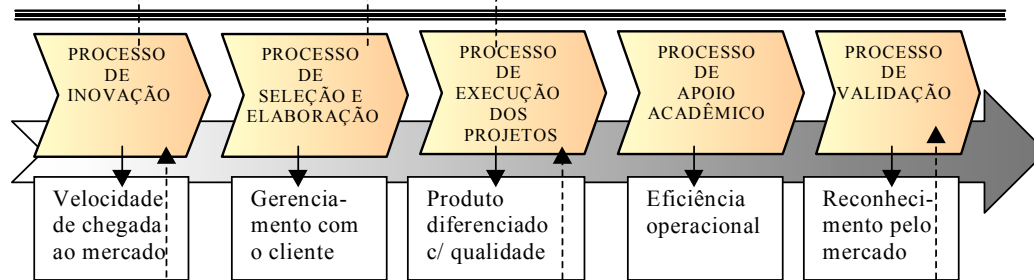 PROCESSO
DE
INOVAÇÃO
PROCESSO
DE
SELEÇÃO E
ELABORAÇÃO
PROCESSO
DE
EXECUÇÃO
DOS
PROJETOS
PROCESSO
DE
APOIO
ACADÊMICO
PROCESSO
DE
VALIDAÇÃO
Velocidade
de chegada
ao mercado
Gerencia-
mento com
o cliente
Produto
diferenciado
c/ qualidade
Eficiência
operacional
Reconheci-
mento pelo
mercado